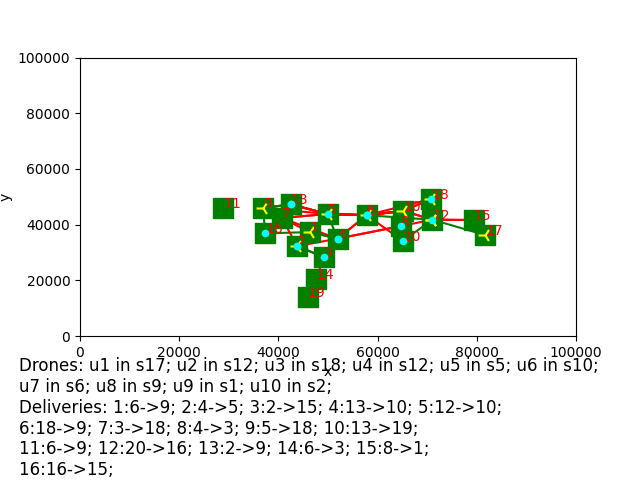 100000
80000
60000
40000
20000
0
y
11
15
19
0 20000 40000 60000 80000 100000
x
Drones: u1 in s17; u2 in s12; u3 in s18; u4 in s12; u5 in s5; u6 in s10;
u7 in s6; u8 in s9; u9 in s1; u10 in s2;
Deliveries: 1:6->9; 2:4->5; 3:2->15; 4:13->10; 5:12->10;
6:18->9; 7:3->18; 8:4->3; 9:5->18; 10:13->19;
11:6->9; 12:20->16; 13:2->9; 14:6->3; 15:8->1;
16:16->15;